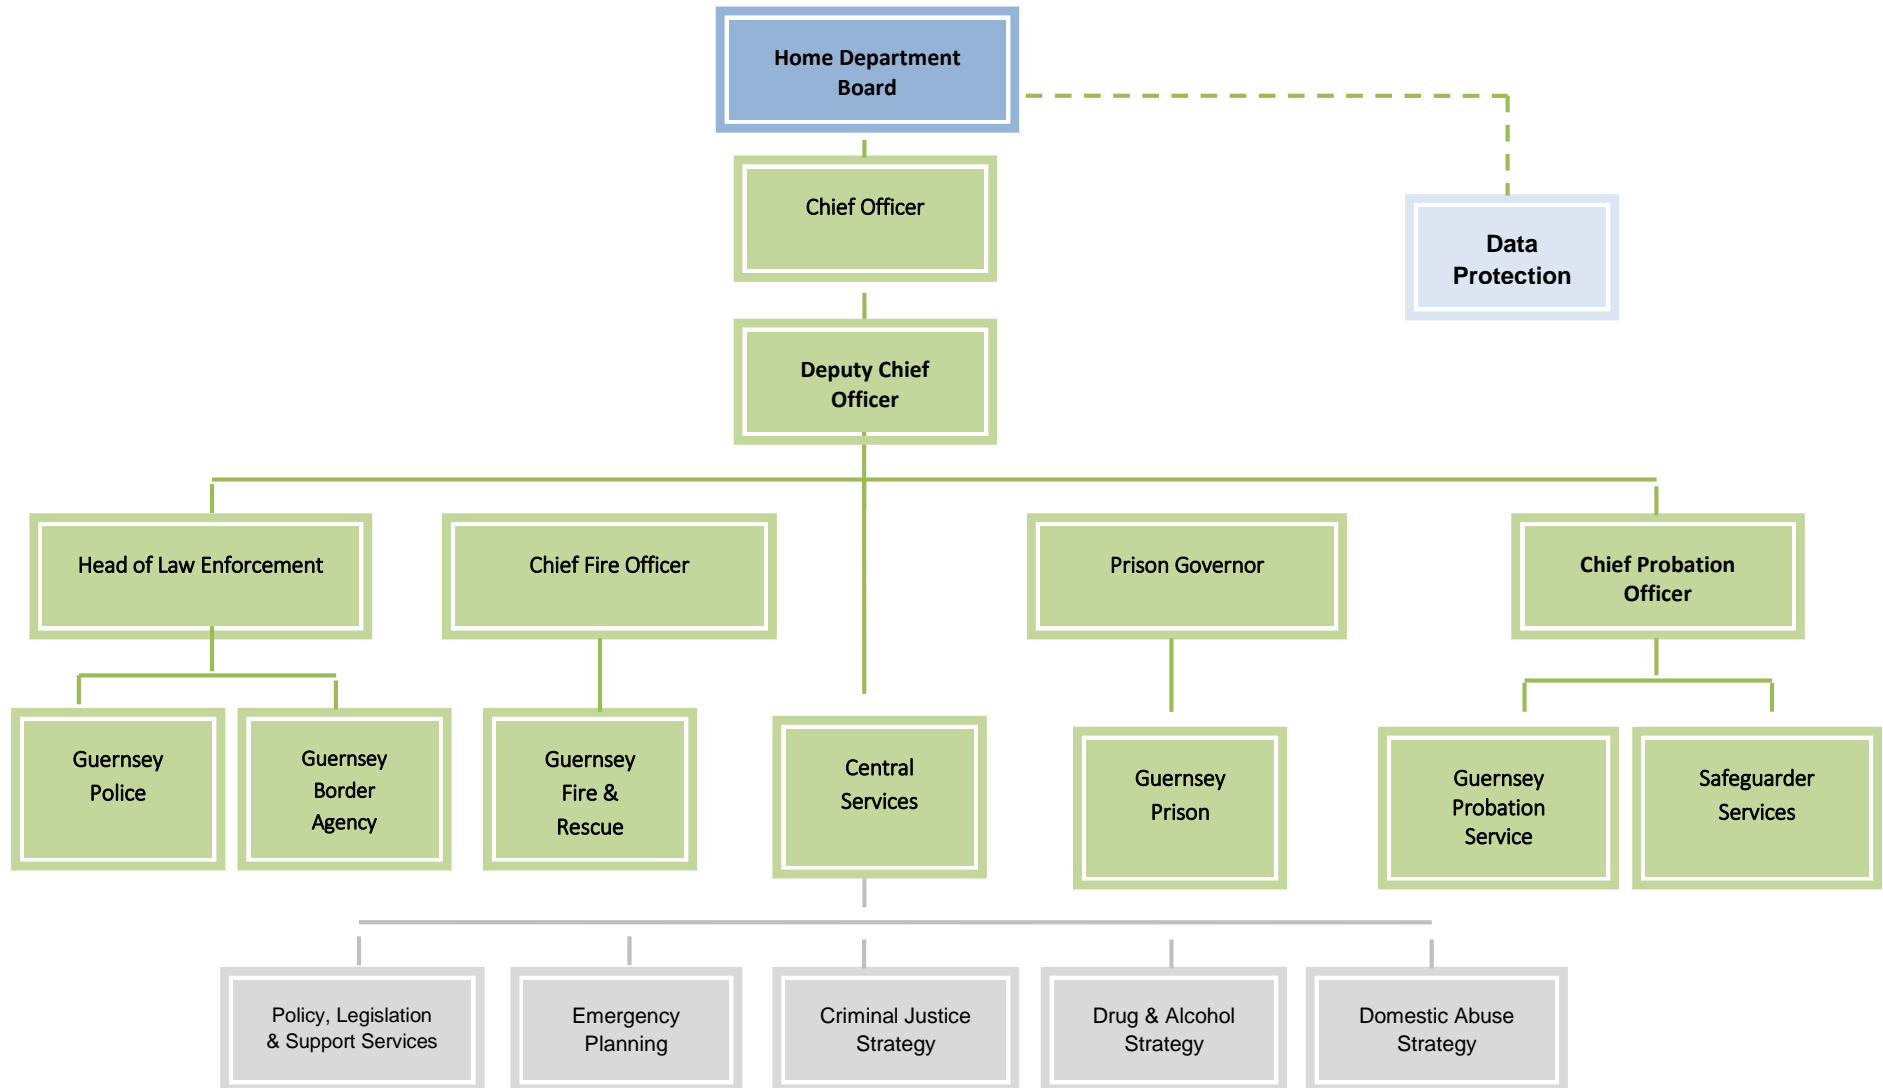 Home Department
Board
Chief Officer
Data
Protection
Deputy Chief
Officer
Head of Law Enforcement
Chief Fire Officer
Prison Governor
Chief Probation
Officer
Guernsey
Police
Guernsey
Border
Agency
Guernsey
Fire &
Rescue
Central
Services
Guernsey
Prison
Guernsey
Probation
Service
Safeguarder
Services
Policy, Legislation
& Support Services
Emergency
Planning
Criminal Justice
Strategy
Drug & Alcohol
Strategy
Domestic Abuse
Strategy